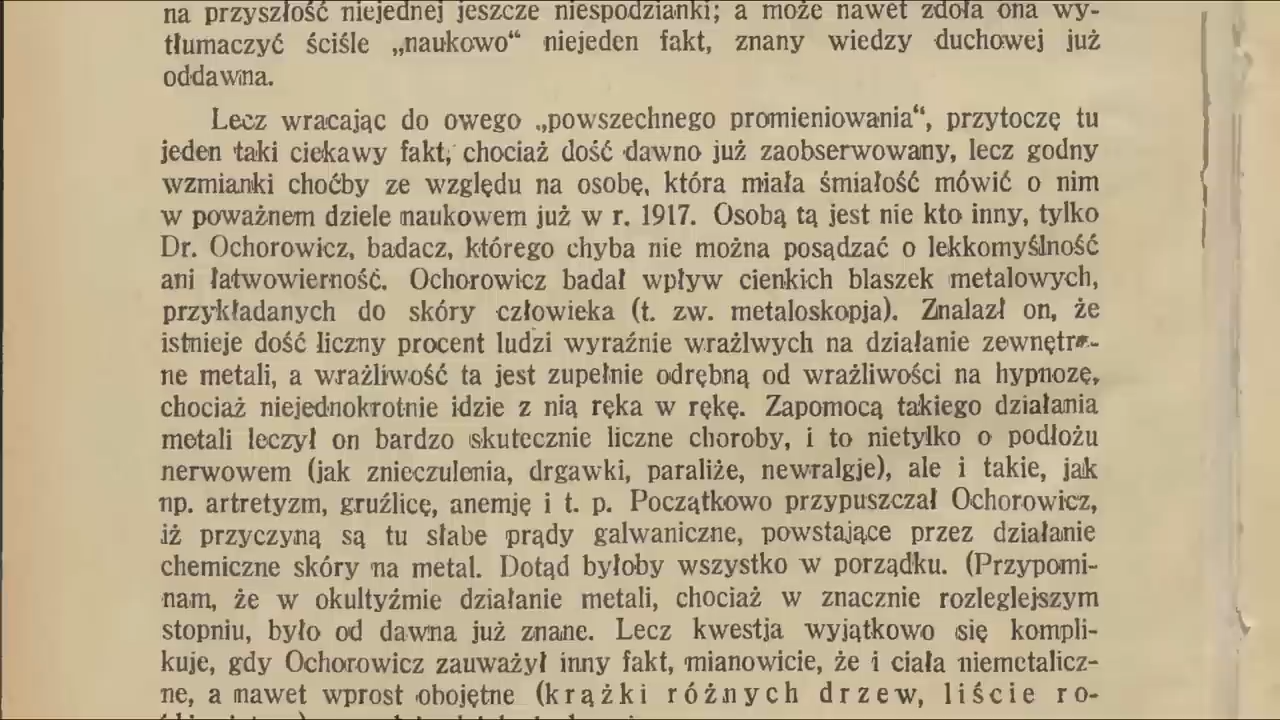 na przyszłość niejednej jeszcze niespodzianki; a może nawet zdoła ona wy-
tłumaczyć ściśle „naukowo“ niejeden fakt, znany wiedzy duchowej już
oddawna.
Lecz wracając do owego „powszechnego promieniowania“, przytoczę tu
jeden taki ciekawy fakt, chociaż dość dawno już zaobserwowany, lecz godny
wzmianki choćby ze względu na osobę, która miała śmiałość mówić o nim
w poważnem dziele naukowem już w r. 1917. Osobą tą jest nie kto inny, tylko
Dr. Ochorowicz, badacz, którego chyba nie można posądzać o lekkomyślność
ani łatwowierność. Ochorowicz badał wpływ cienkich blaszek metalowych,
przykładanych do skóry człowieka (t. zw. metaloskopja). Znalazł on, że
istnieje dość liczny procent ludzi wyraźnie wrażlwych na działanie zewnętrz-
ne metali, a wrażliwość ta jest zupełnie odrębną od wrażliwości na hypnozę,
chociaż niejednokrotnie idzie z nią ręka w rękę. Zapomocą takiego działania
metali leczył on bardzo skutecznie liczne choroby, i to nietylko o podłożu
nerwowem (jak znieczulenia, drgawki, paraliże, newralgje), ale i takie, jak
np. artretyzm, gruźlicę, anemję i t. p. Początkowo przypuszczał Ochorowicz,
iż przyczyną są tu słabe prądy galwaniczne, powstające przez działanie
chemiczne skóry na metal. Dotąd byłoby wszystko w porządku. (Przypomi-
nam, że w okultyźmie działanie metali, chociaż w znacznie rozleglejszym
stopniu, było od dawna już znane. Lecz kwestja wyjątkowo się kompli-
kuje, gdy Ochorowicz zauważył inny fakt, mianowicie, że i ciała niemetalicz-
ne, a nawet wprost obojętne (krążki różnych drzew, liście ro-